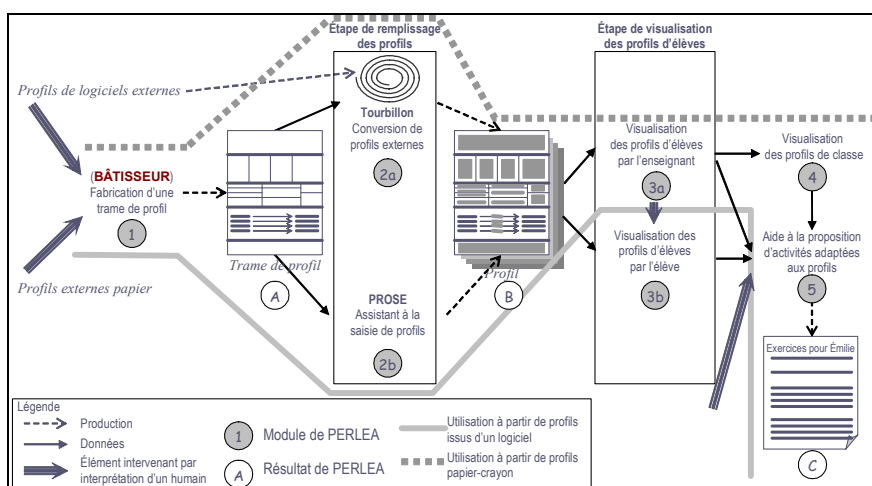 Étape de remplissage
des profils
Étape de visualisation
des profils d'élèves
Profils de logiciels externes
Tourbillon
Conversion de
profils externes
2a
(BÂTISSEUR)
Fabrication d'une
trame de profil
1
Profils externes papier
Trame de profil
A
PROSE
Assistant à la
saisie de profils
2b
Profil
B
Visualisation
des profils d'élèves
par l'enseignant
3a
Visualisation des
profils d'élèves
par l'élève
3b
Visualisation
des profils de classe
4
Aide à la proposition
d'activités adaptées
aux profils
5
Exercices pour Émilie
C
Légende
Production
Données
Élément intervenant par
interprétation d'un humain
1 Module de PERLEA
A Résultat de PERLEA
Utilisation à partir de profils
issus d'un logiciel
Utilisation à partir de profils
papier-crayon